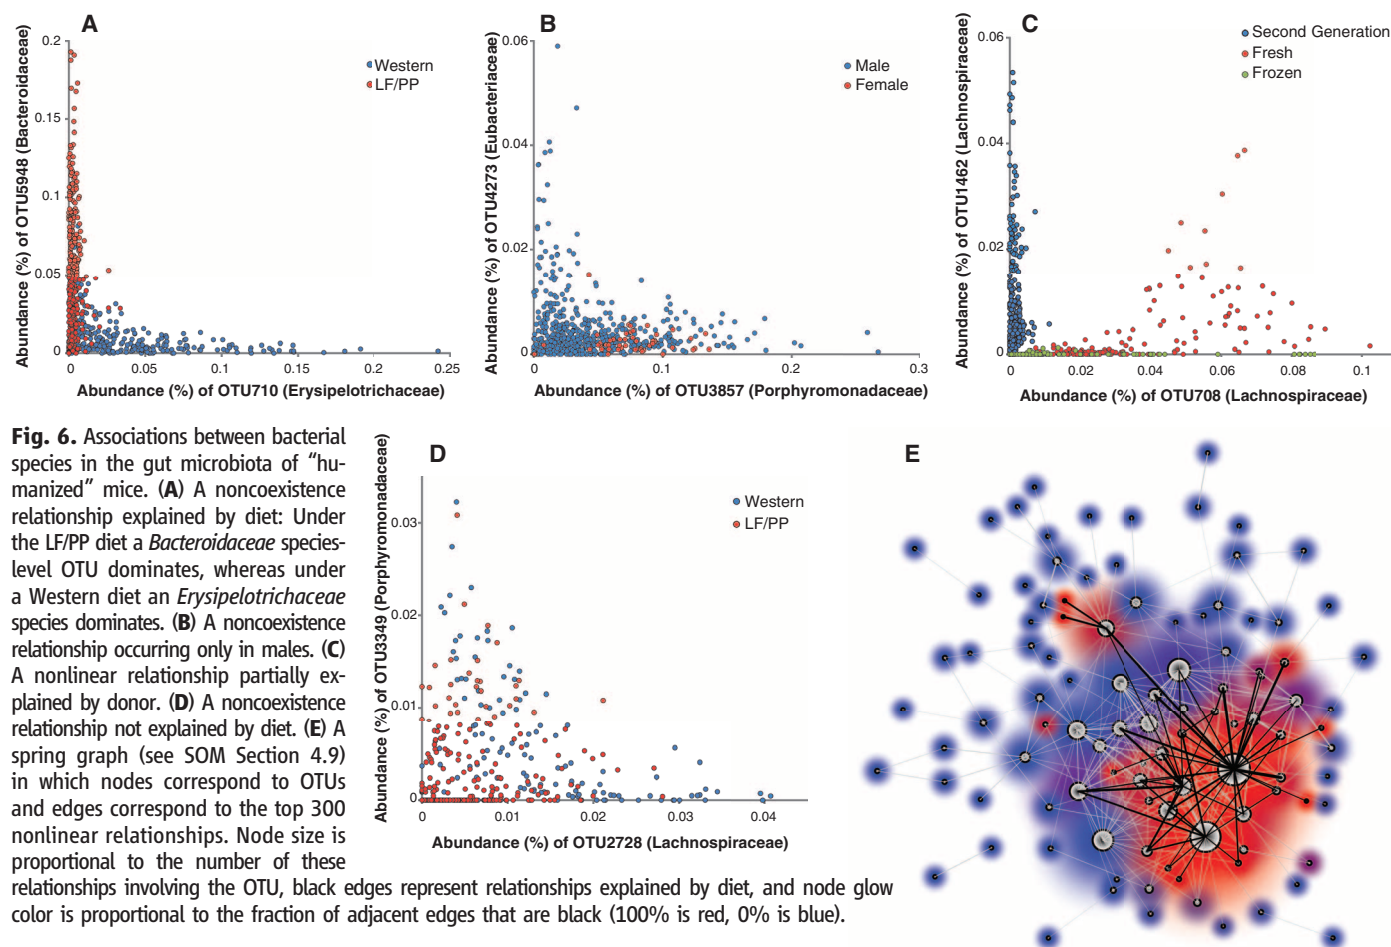 A
0.2
0.15
0.1
0.05
0
0.05
0.1
0.15
0.2
0.25
Western
LF/PP
Abundance (%) of OTU5948 (Bacteroidaceae)
Abundance (%) of OTU710 (Erysipelotrichaceae)
B
0.06
0.04
0.02
0
0
0.1
0.2
0.3
Male
Female
Abundance (%) of OTU4273 (Eubacteriaceae)
Abundance (%) of OTU3857 (Porphyromonadaceae)
C
0.06
0.04
0.02
0
0
0.02
0.04
0.06
0.08
0.1
Second Generation
Fresh
Frozen
Abundance (%) of OTU1462 (Lachnospiraceae)
Abundance (%) of OTU708 (Lachnospiraceae)
Fig. 6. Associations between bacterial
species in the gut microbiota of “hu-
manized” mice. (A) A noncoexistence
relationship explained by diet: Under
the LF/PP diet a Bacteroidaceae species-
level OTU dominates, whereas under
a Western diet an Erysipelotrichaceae
species dominates. (B) A noncoexistence
relationship occurring only in males. (C)
A nonlinear relationship partially ex-
plained by donor. (D) A noncoexistence
relationship not explained by diet. (E) A
spring graph (see SOM Section 4.9)
in which nodes correspond to OTUs
and edges correspond to the top 300
nonlinear relationships. Node size is
proportional to the number of these
relationships involving the OTU, black edges represent relationships explained by diet, and node glow
color is proportional to the fraction of adjacent edges that are black (100% is red, 0% is blue).
D
0.03
0.02
0.01
0
0
0.01
0.02
0.03
0.04
Western
LF/PP
Abundance (%) of OTU3349 (Porphyromonadaceae)
Abundance (%) of OTU2728 (Lachnospiraceae)
E